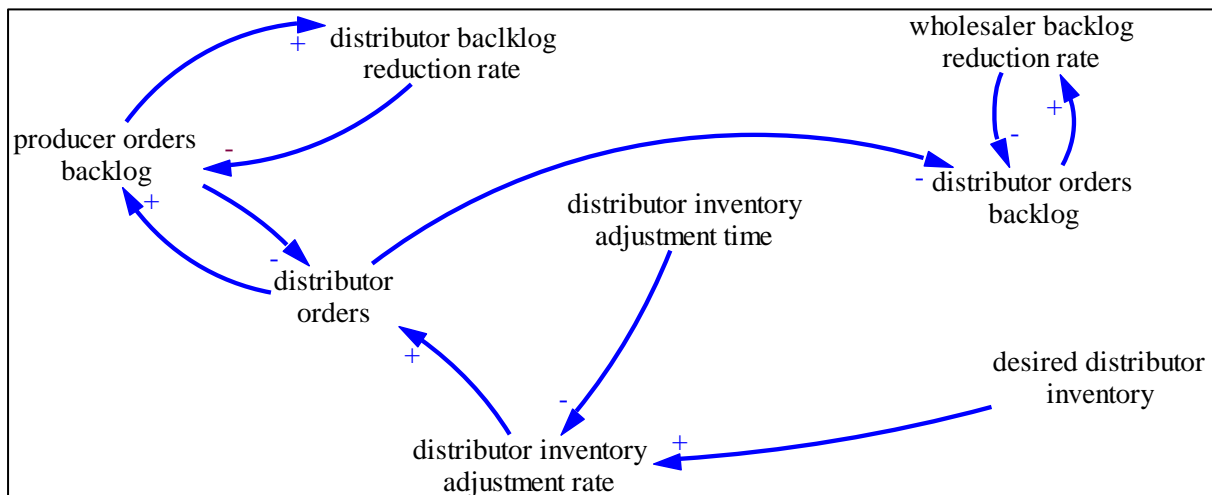 distributor baclklog
reduction rate
wholesaler backlog
reduction rate
+
+
producer orders
backlog
-
-
+
-
distributor orders
backlog
distributor inventory
adjustment time
-
distributor
orders
+
desired distributor
inventory
-
+
distributor inventory
adjustment rate